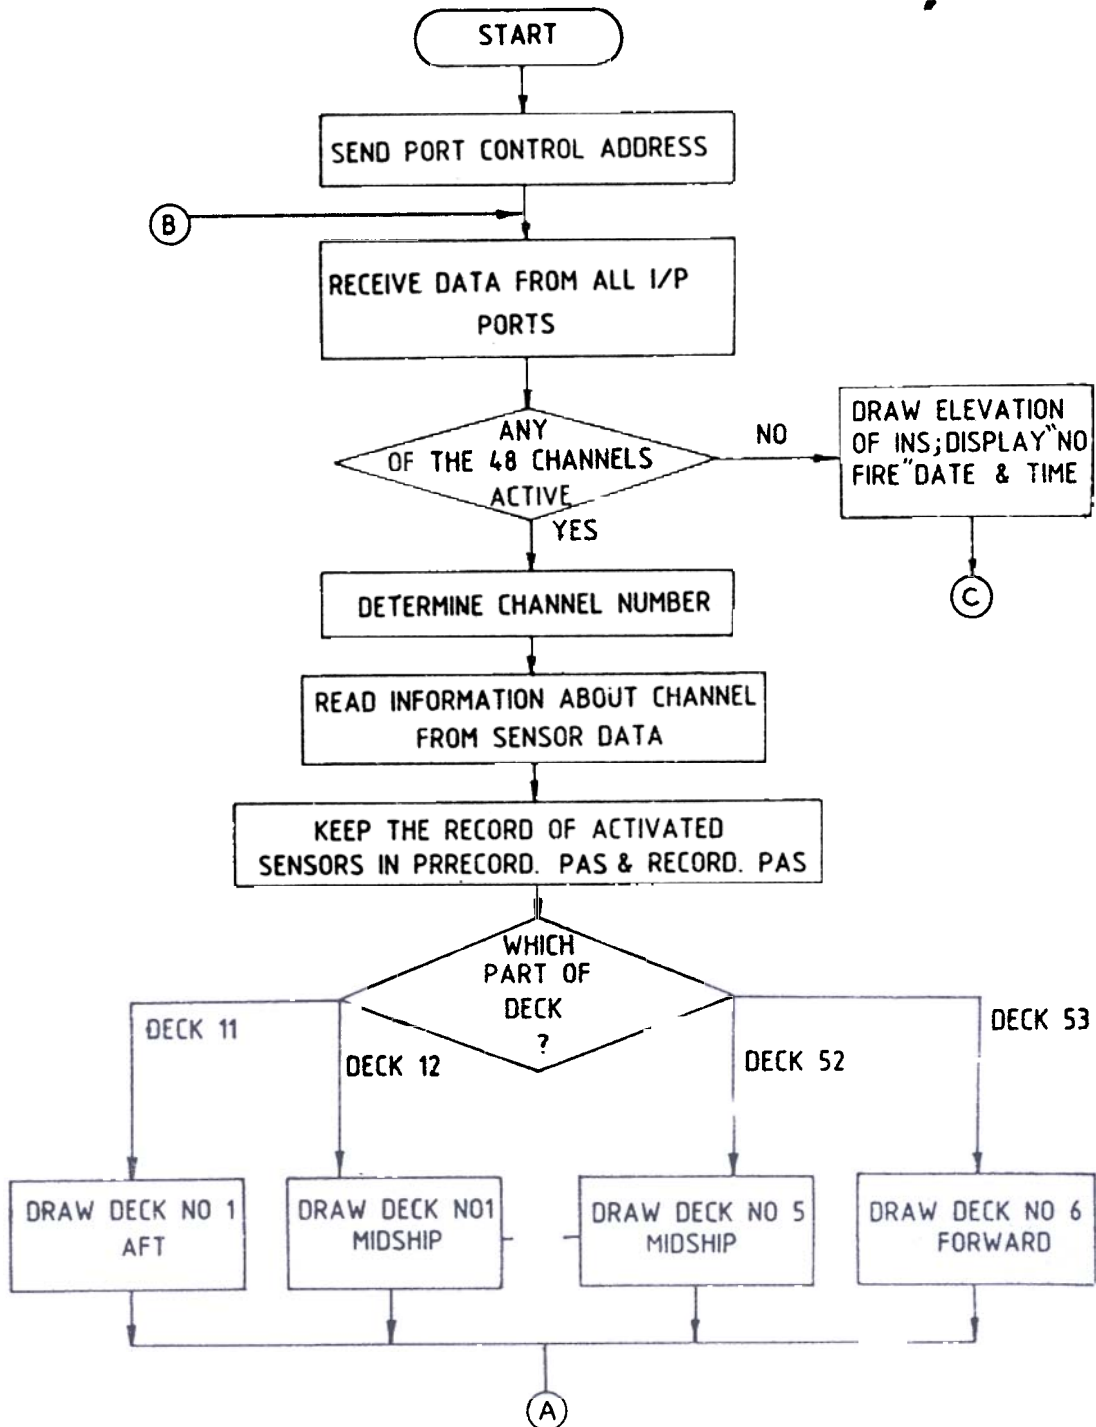 START
SEND PORT CONTROL ADDRESS
B
RECEIVE DATA FROM ALL I/P
PORTS
ANY
OF THE 48 CHANNELS
ACTIVE
NO
DRAW ELEVATION
OF INS;DISPLAY"NO
FIRE"DATE & TIME
YES
C
DETERMINE CHANNEL NUMBER
READ INFORMATION ABOUT CHANNEL
FROM SENSOR DATA
KEEP THE RECORD OF ACTIVATED
SENSORS IN PRRECORD. PAS & RECORD. PAS
WHICH
PART OF
DECK
?
DECK 11
DECK 12
DECK 52
DECK 53
DRAW DECK NO 1
AFT
DRAW DECK NO1
MIDSHIP
DRAW DECK NO 5
MIDSHIP
DRAW DECK NO 6
FORWARD
A